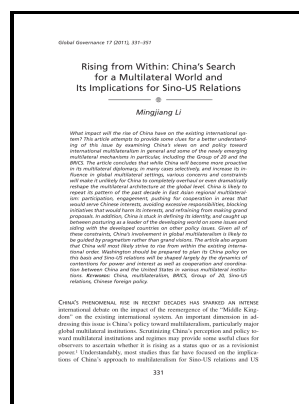 Global Governance 17 (2011), 331–351
Rising from Within: China's Search
for a Multilateral World and
Its Implications for Sino-US Relations
Mingjiang Li
What impact will the rise of China have on the existing international sys-
tem? This article attempts to provide some clues for a better understand-
ing of this issue by examining China's views on and policy toward
international multilateralism in general and some of the newly emerging
multilateral mechanisms in particular, including the Group of 20 and the
BRICS. The article concludes that while China will become more proactive
in its multilateral diplomacy, in many cases selectively, and increase its in-
fluence in global multilateral settings, various concerns and constraints
will make it unlikely for China to completely overhaul or even dramatically
reshape the multilateral architecture at the global level. China is likely to
repeat its pattern of the past decade in East Asian regional multilateral-
ism: participation, engagement, pushing for cooperation in areas that
would serve Chinese interests, avoiding excessive responsibilities, blocking
initiatives that would harm its interests, and refraining from making grand
proposals. In addition, China is stuck in defining its identity, and caught up
between posturing as a leader of the developing world on some issues and
siding with the developed countries on other policy issues. Given all of
these constraints, China's involvement in global multilateralism is likely to
be guided by pragmatism rather than grand visions. The article also argues
that China will most likely strive to rise from within the existing interna-
tional order. Washington should be prepared to plan its China policy on
this basis and Sino-US relations will be shaped largely by the dynamics of
contentions for power and interest as well as cooperation and coordina-
tion between China and the United States in various multilateral institu-
tions. KEYWORDS: China, multilateralism, BRICS, Group of 20, Sino-US
relations, Chinese foreign policy.
CHINA'S PHENOMENAL RISE IN RECENT DECADES HAS SPARKED AN INTENSE
international debate on the impact of the reemergence of the "Middle King-
dom" on the existing international system. An important dimension in ad-
dressing this issue is China's policy toward multilateralism, particularly major
global multilateral institutions. Scrutinizing China's perception and policy to-
ward multilateral institutions and regimes may provide some useful clues for
observers to ascertain whether it is rising as a status quo or as a revisionist
power.1 Understandably, most studies thus far have focused on the implica-
tions of China's approach to multilateralism for Sino-US relations and US
331